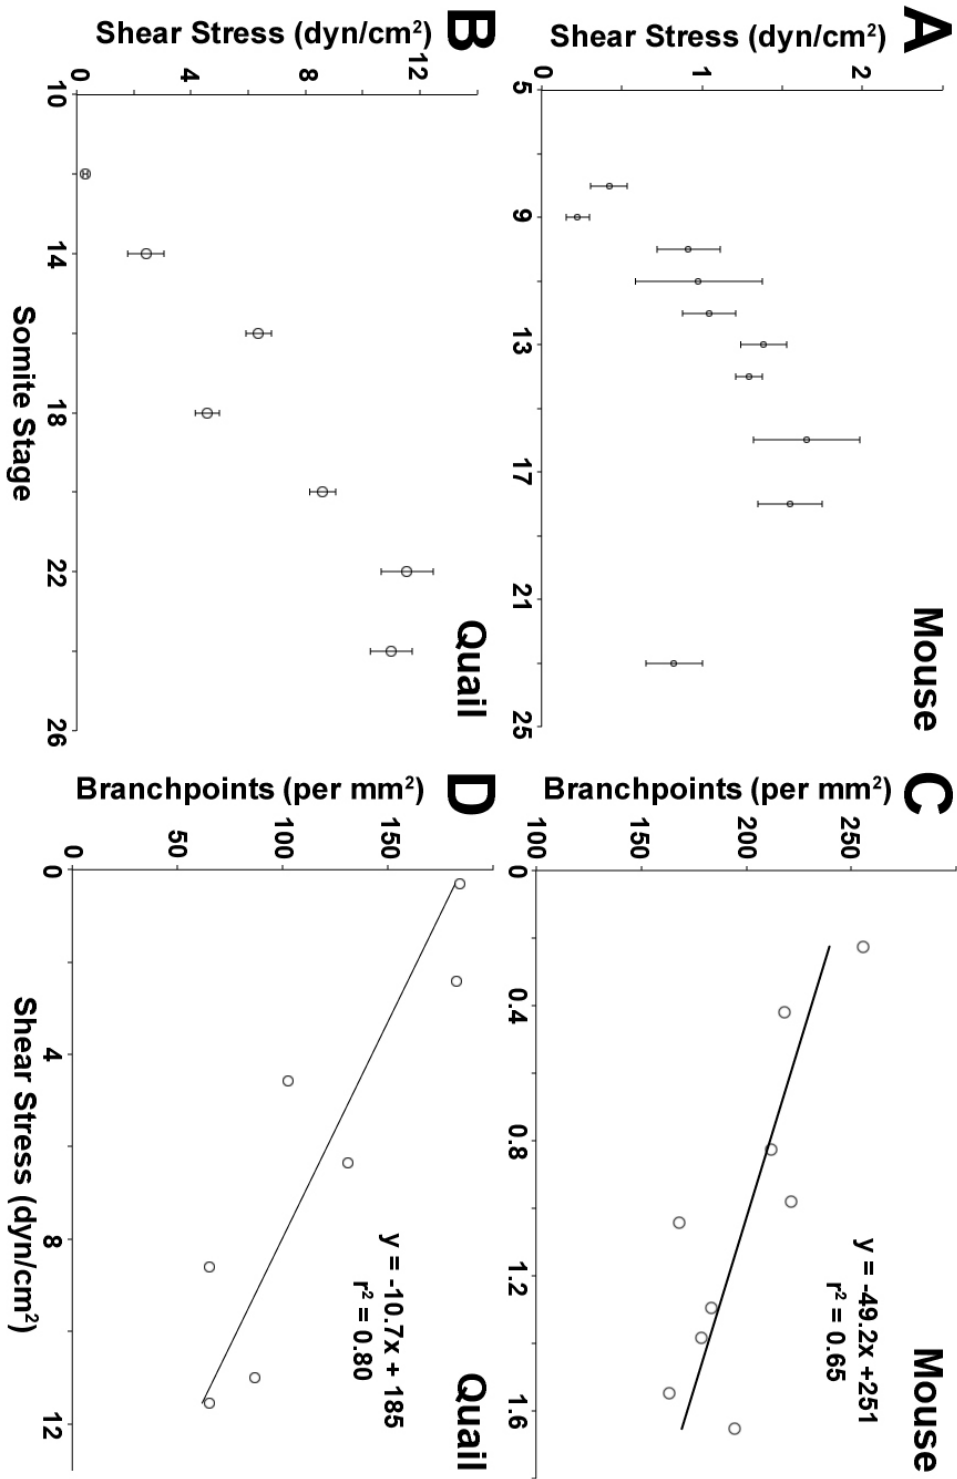 A
Mouse
Shear Stress (dyn/cm²)
2
1
0
5
9
13
17
21
25
B
Quail
Shear Stress (dyn/cm²)
12
8
4
0
10
14
18
22
26
Somite Stage
C
Mouse
y = -49.2x +251
r² = 0.65
Branchpoints (per mm²)
250
200
150
100
0
0.4
0.8
1.2
1.6
D
Quail
y = -10.7x + 185
r² = 0.80
Branchpoints (per mm²)
150
100
50
0
0
4
8
12
Shear Stress (dyn/cm²)